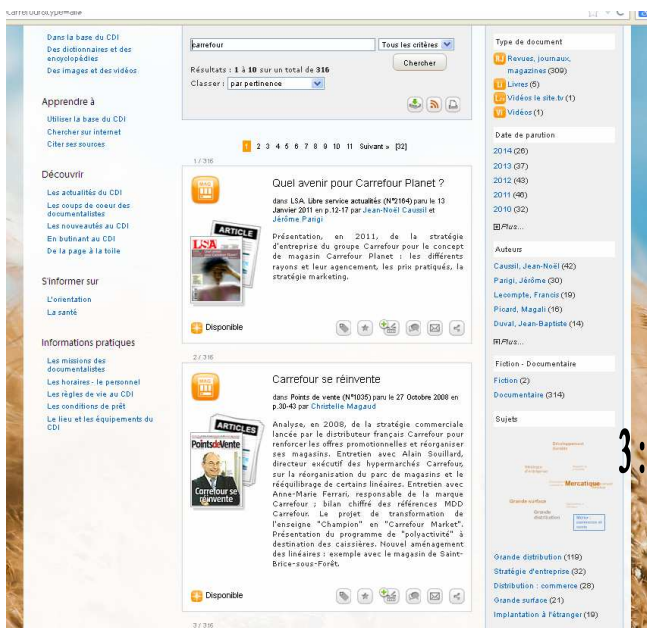 Carrefour&type=all#
Dans la base du CDI
Des dictionnaires et des
encyclopédies
Des images et des vidéos
Apprendre à
Utiliser la base du CDI
Chercher sur internet
Citer ses sources
Découvrir
Les actualités du CDI
Les coups de coeur des
documentalistes
Les nouveautés au CDI
En butinant au CDI
De la page à la toile
S'informer sur
L'orientation
La santé
Informations pratiques
Les missions des
documentalistes
Les horaires - le personnel
Les règles de vie au CDI
Les conditions de prêt
Le lieu et les équipements du
CDI
carrefour
Tous les critères
Résultats : 1 à 10 sur un total de 316
Chercher
Classer : par pertinence
1 2 3 4 5 6 7 8 9 10 11 Suivant » [32]
1 / 316
MAG
ARTICLE
LSA
Quel avenir pour Carrefour Planet ?
dans LSA. Libre service actualités (N°2164) paru le 13
Janvier 2011 en p.12-17 par Jean-Noël Caussil et
Jérôme Parigi
Présentation, en 2011, de la stratégie
d'entreprise du groupe Carrefour pour le concept
de magasin Carrefour Planet : les différents
rayons et leur agencement, les prix pratiqués, la
stratégie marketing.
Disponible
2 / 316
MAG
ARTICLES
PointsdeVente
Carrefour se
réinvente
Carrefour se réinvente
dans Points de vente (N°1035) paru le 27 Octobre 2008 en
p.30-43 par Christelle Magaud
Analyse, en 2008, de la stratégie commerciale
lancée par le distributeur français Carrefour pour
renforcer les offres promotionnelles et réorganiser
ses magasins. Entretien avec Alain Souillard,
directeur exécutif des hypermarchés Carrefour,
sur la réorganisation du parc de magasins et le
rééquilibrage de certains linéaires. Entretien avec
Anne-Marie Ferrari, responsable de la marque
Carrefour ; bilan chiffré des références MDD
Carrefour. Le projet de transformation de
l'enseigne "Champion" en "Carrefour Market".
Présentation du programme de "polyactivité" à
destination des caissières. Nouvel aménagement
des linéaires : exemple avec le magasin de Saint-
Brice-sous-Forêt.
Disponible
3 / 316
Type de document
Revues, journaux,
magazines (309)
Livres (5)
Vidéos le site.tv (1)
Vidéos (1)
Date de parution
2014 (26)
2013 (37)
2012 (43)
2011 (46)
2010 (32)
Plus...
Auteurs
Caussil, Jean-Noël (42)
Parigi, Jérôme (30)
Lecompte, Francis (19)
Picard, Magali (16)
Duval, Jean-Baptiste (14)
Plus...
Fiction - Documentaire
Fiction (2)
Documentaire (314)
Sujets
Mercatique
Grande surface
Grande
distribution
Grande distribution (119)
Stratégie d'entreprise (32)
Distribution : commerce (28)
Grande surface (21)
Implantation à l'étranger (19)
3: